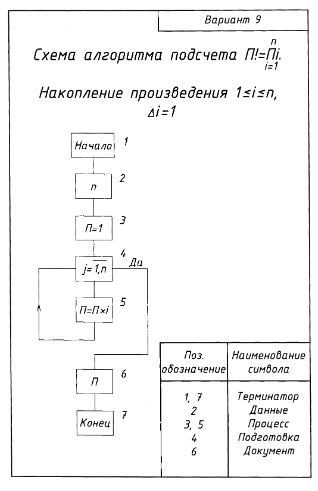 Вариант 9
Схема алгоритма подсчета П!=Пi.
n
i=1
Накопление произведения 1≤i≤n,
Δi=1
Начало
1
n
2
П=1
3
j=1,n
4
Да
П=П×i
5
П
6
Конец
7
Поз. обозначение
Наименование символа
1, 7 Терминатор
2 Данные
3, 5 Процесс
4 Подготовка
6 Документ